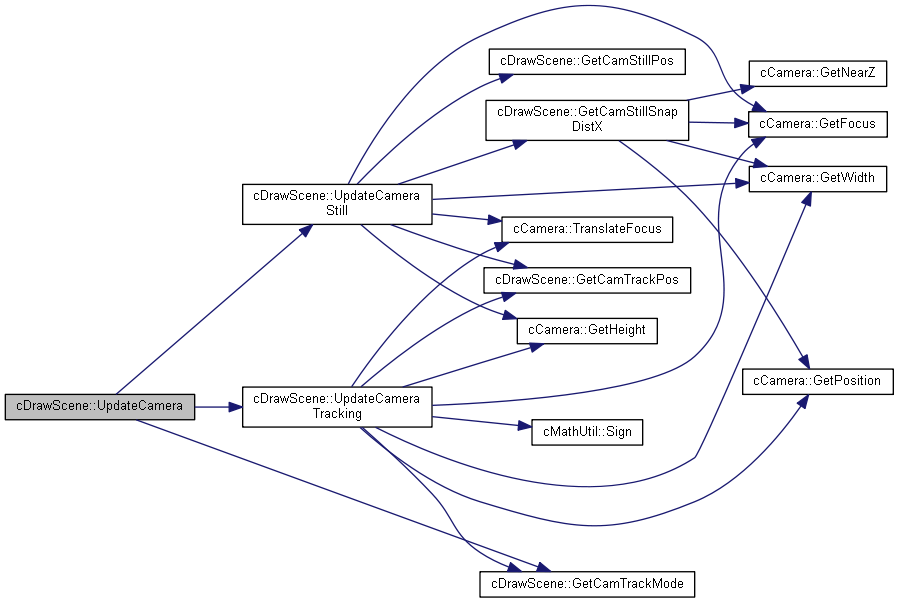 cDrawScene::GetCamStillPos
cCamera::GetNearZ
cDrawScene::GetCamStillSnap
DistX
cCamera::GetFocus
cCamera::GetWidth
cDrawScene::UpdateCamera
Still
cCamera::TranslateFocus
cDrawScene::GetCamTrackPos
cCamera::GetHeight
cCamera::GetPosition
cDrawScene::UpdateCamera
cDrawScene::UpdateCamera
Tracking
cMathUtil::Sign
cDrawScene::GetCamTrackMode